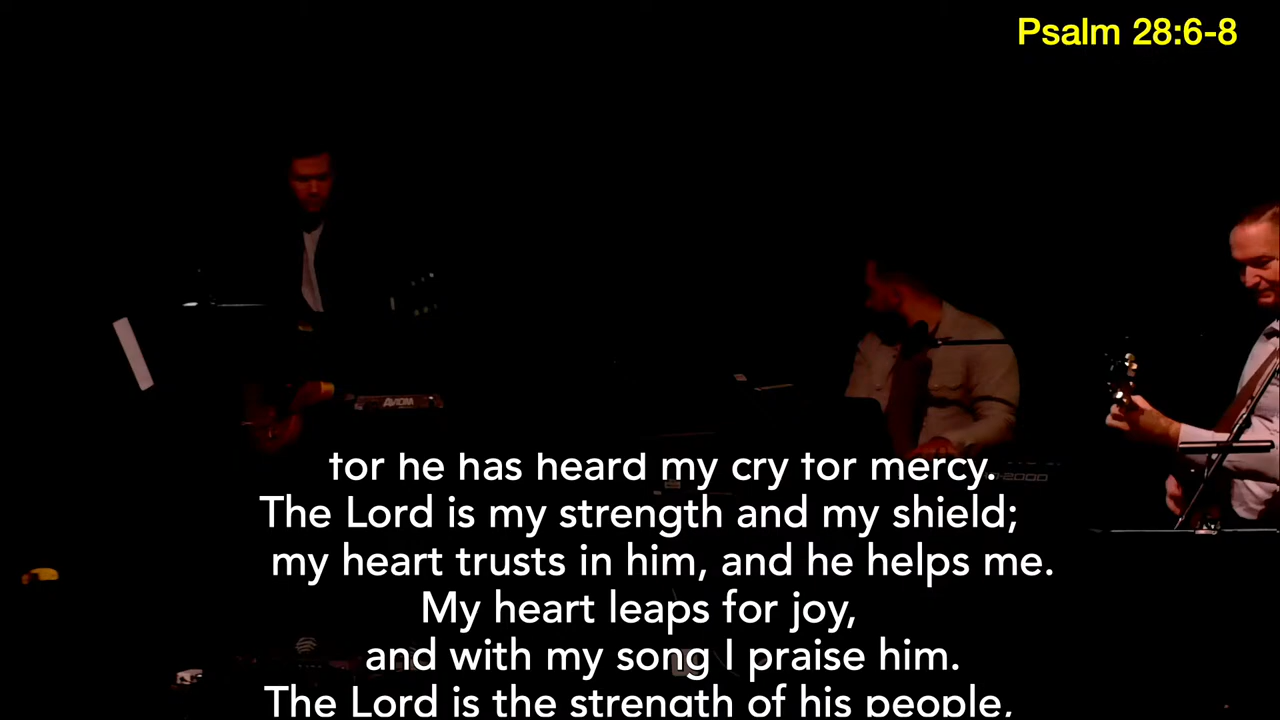 Psalm 28:6-8
AVIOM
for he has heard my cry for mercy.
The Lord is my strength and my shield;
my heart trusts in him, and he helps me.
My heart leaps for joy,
and with my song I praise him.
The Lord is the strength of his people,